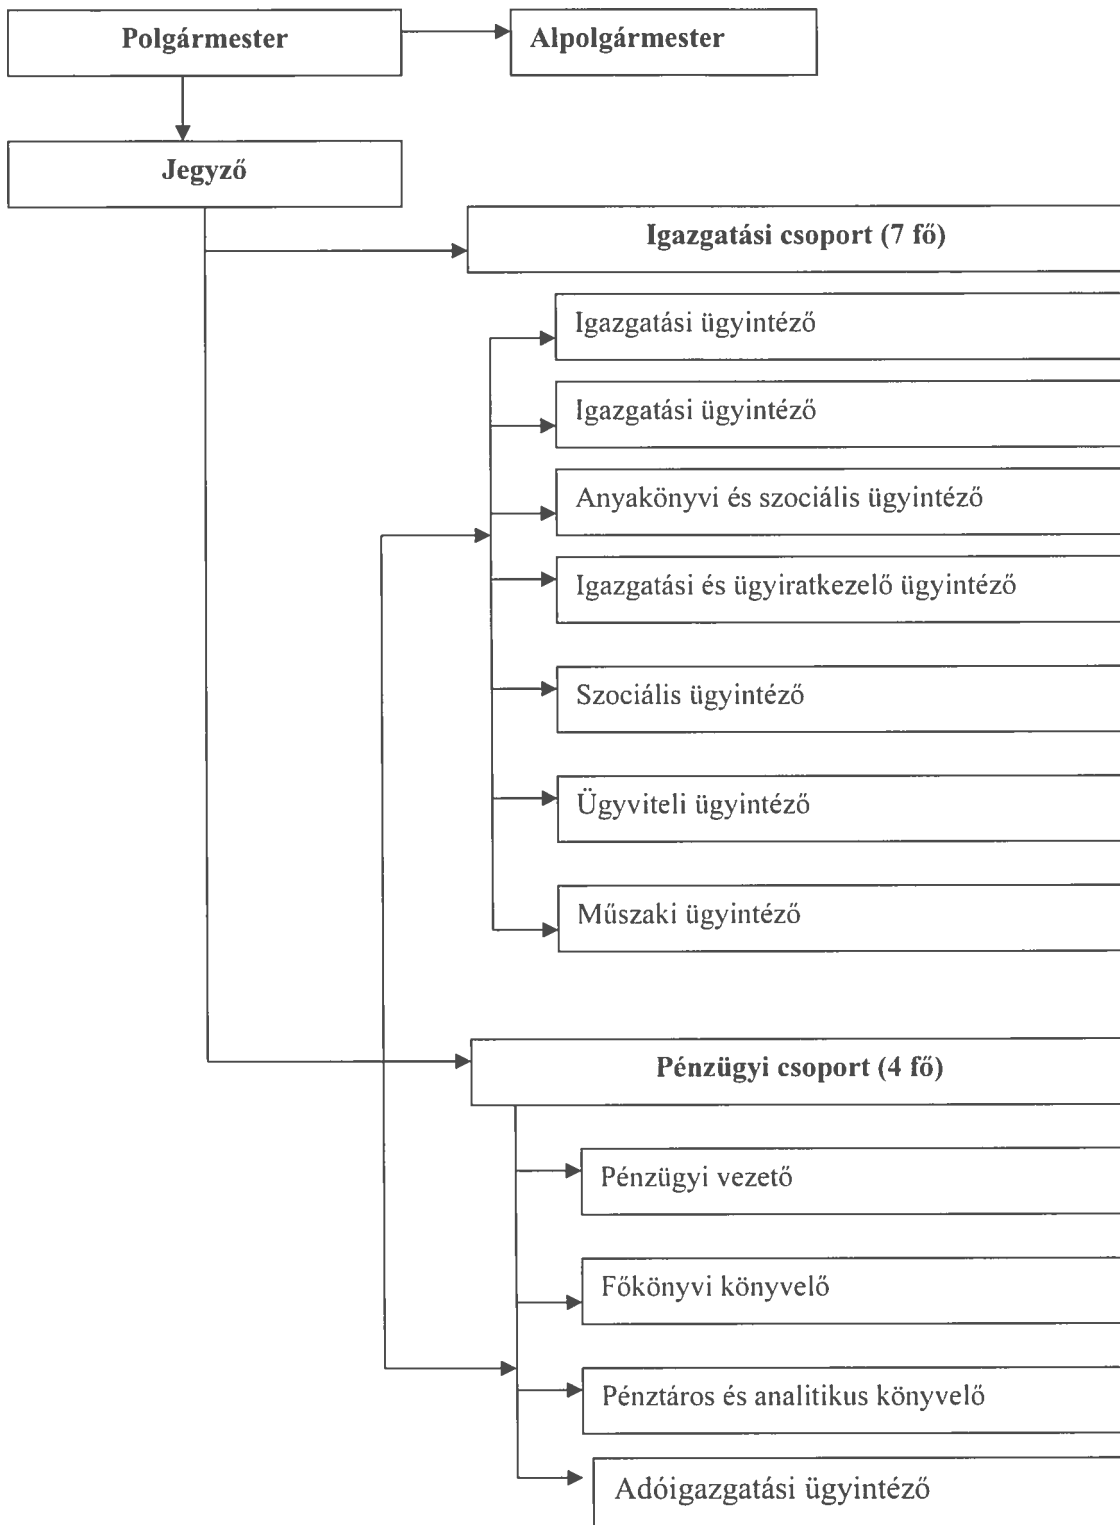 Polgármester
Alpolgármester
Jegyző
Igazgatási csoport (7 fő)
Igazgatási ügyintéző
Igazgatási ügyintéző
Anyakönyvi és szociális ügyintéző
Igazgatási és ügyiratkezelő ügyintéző
Szociális ügyintéző
Ügyviteli ügyintéző
Műszaki ügyintéző
Pénzügyi csoport (4 fő)
Pénzügyi vezető
Főkönyvi könyvelő
Pénztáros és analitikus könyvelő
Adóigazgatási ügyintéző